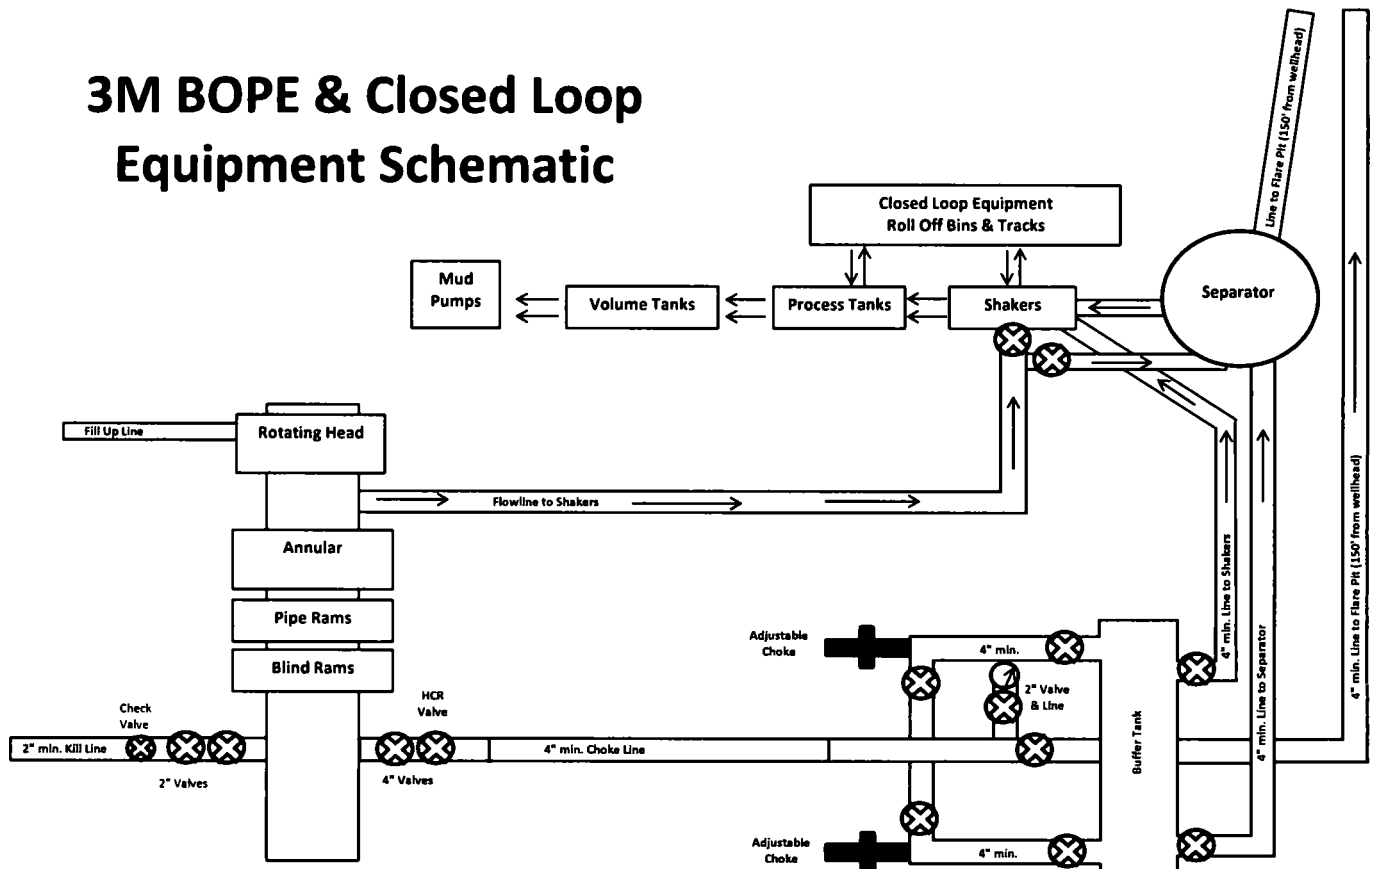 3M BOPE & Closed Loop
Equipment Schematic
Line to Flare Pit (150' from wellhead)
Closed Loop Equipment
Roll Off Bins & Tracks
Mud
Pumps
Volume Tanks
Process Tanks
Shakers
Separator
Fill Up Line
Rotating Head
Flowline to Shakers
Annular
Pipe Rams
Blind Rams
Check
Valve
HCR
Valve
2" min. Kill Line
2" Valves
4" Valves
4" min. Choke Line
Adjustable
Choke
4" min.
2" Valve
& Line
Buffer Tank
4" min. Line to Shakers
4" min. Line to Separator
4" min. Line to Flare Pit (150' from wellhead)
Adjustable
Choke
4" min.